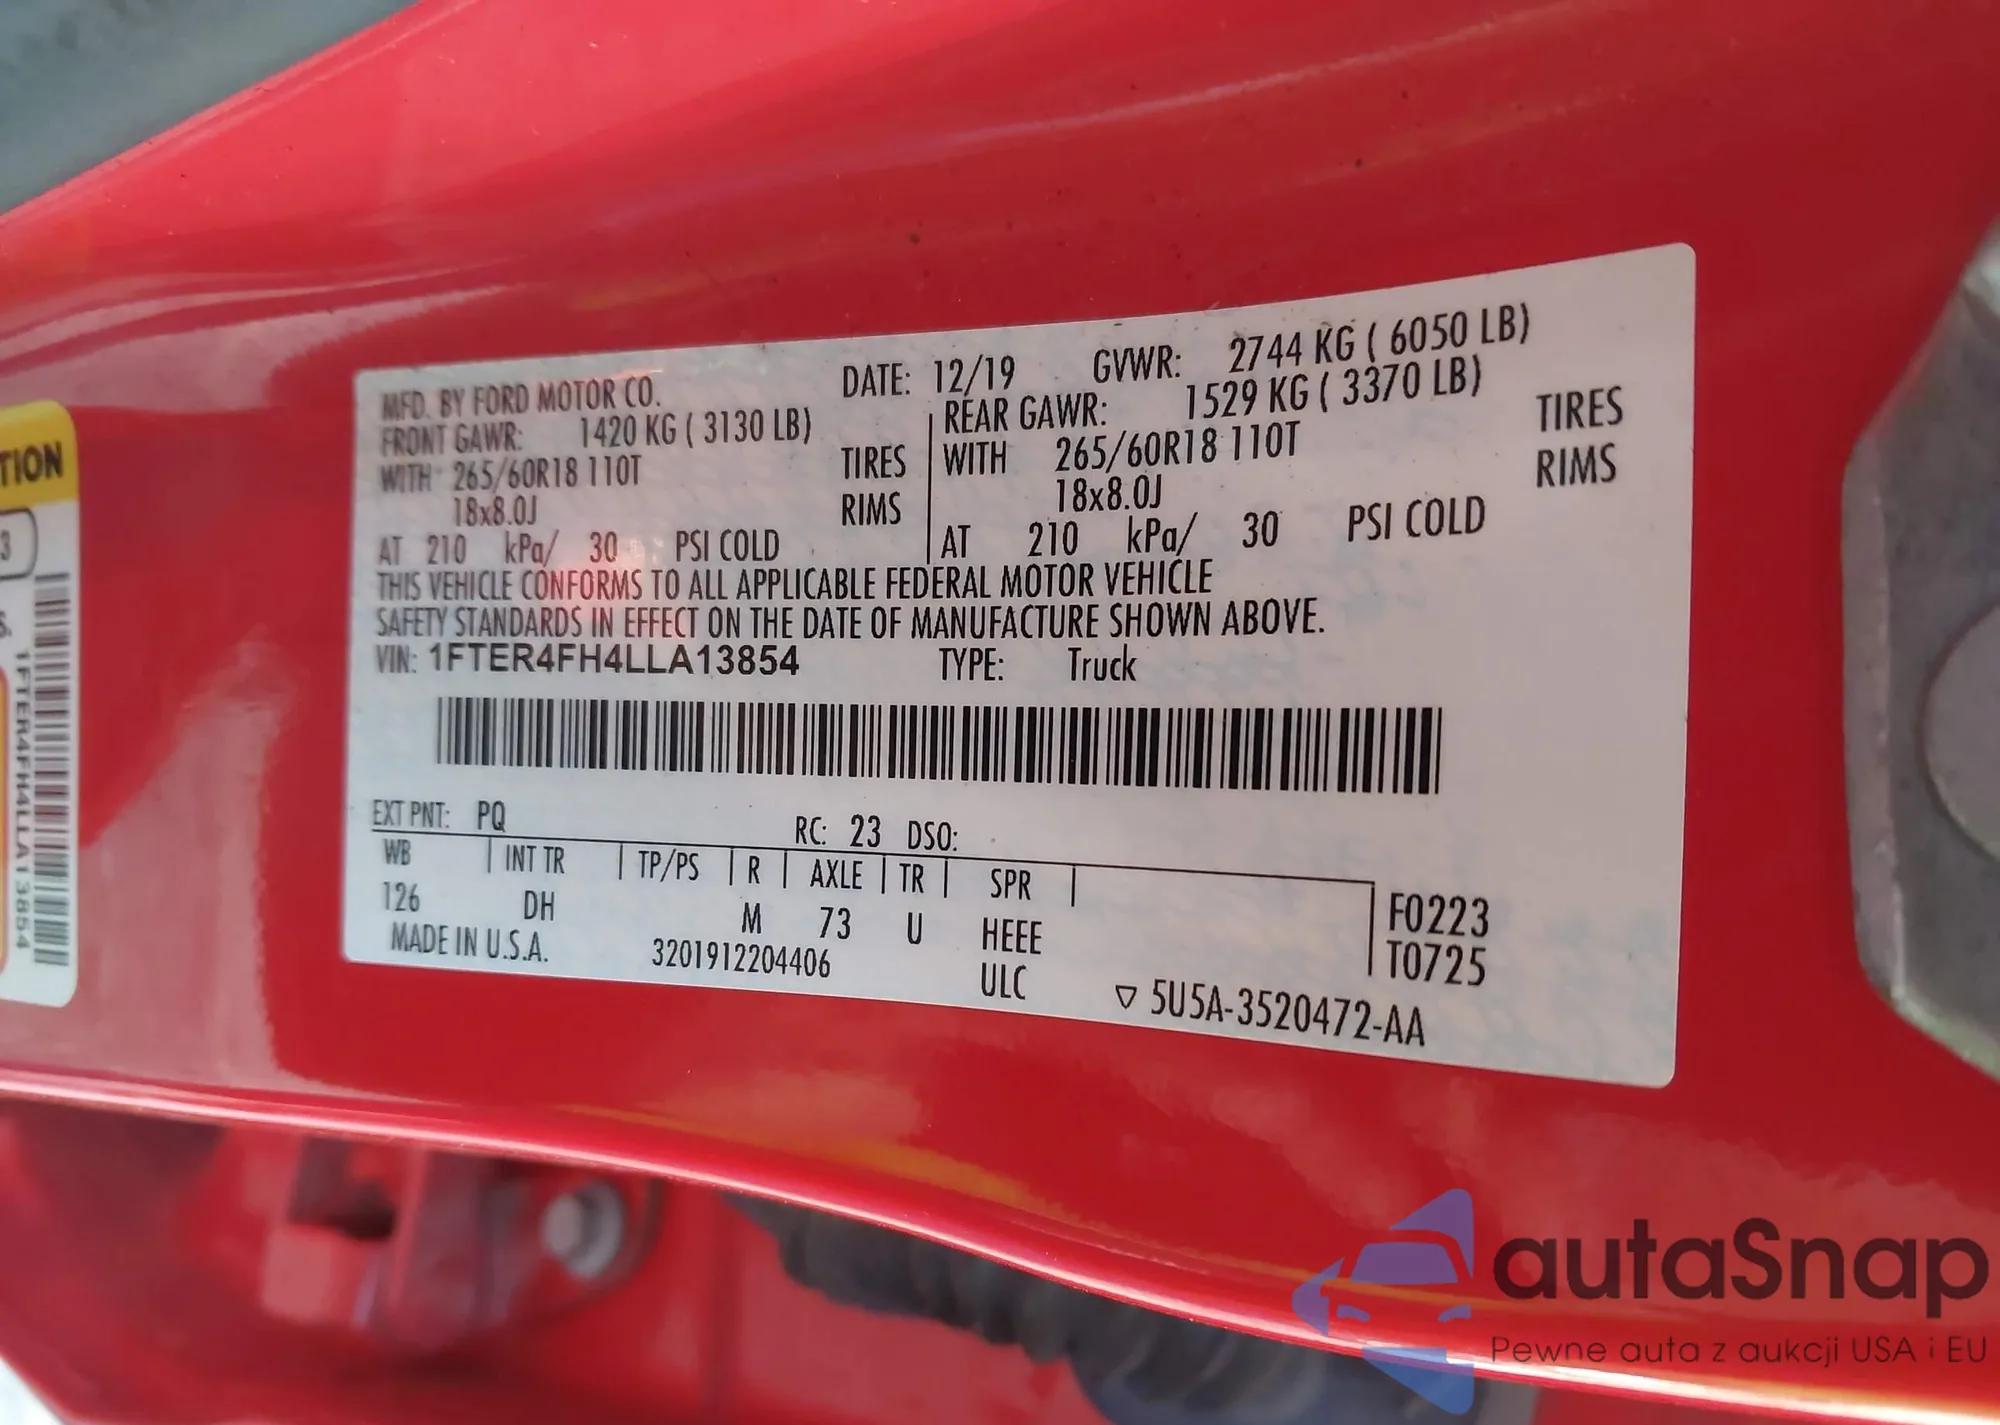 MFD. BY FORD MOTOR CO. DATE: 12/19 GVWR: 2744 KG ( 6050 LB)
FRONT GAWR: 1420 KG ( 3130 LB) REAR GAWR: 1529 KG ( 3370 LB)
WITH 265/60R18 110T TIRES WITH 265/60R18 110T TIRES
18x8.0J RIMS 18x8.0J RIMS
AT 210 kPa/ 30 PSI COLD AT 210 kPa/ 30 PSI COLD
THIS VEHICLE CONFORMS TO ALL APPLICABLE FEDERAL MOTOR VEHICLE
SAFETY STANDARDS IN EFFECT ON THE DATE OF MANUFACTURE SHOWN ABOVE.
VIN: 1FTER4FH4LLA13854 TYPE: Truck
EXT PNT: PQ RC: 23 DSO:
WB INT TR TP/PS R AXLE TR SPR
126 DH M 73 U HEEE F0223
MADE IN U.S.A. 3201912204406 ULC T0725
▽ 5U5A-3520472-AA
TION
3
S.
1FTER4FH4LLA13854
autaSnap
Pewne auta z aukcji USA i EU